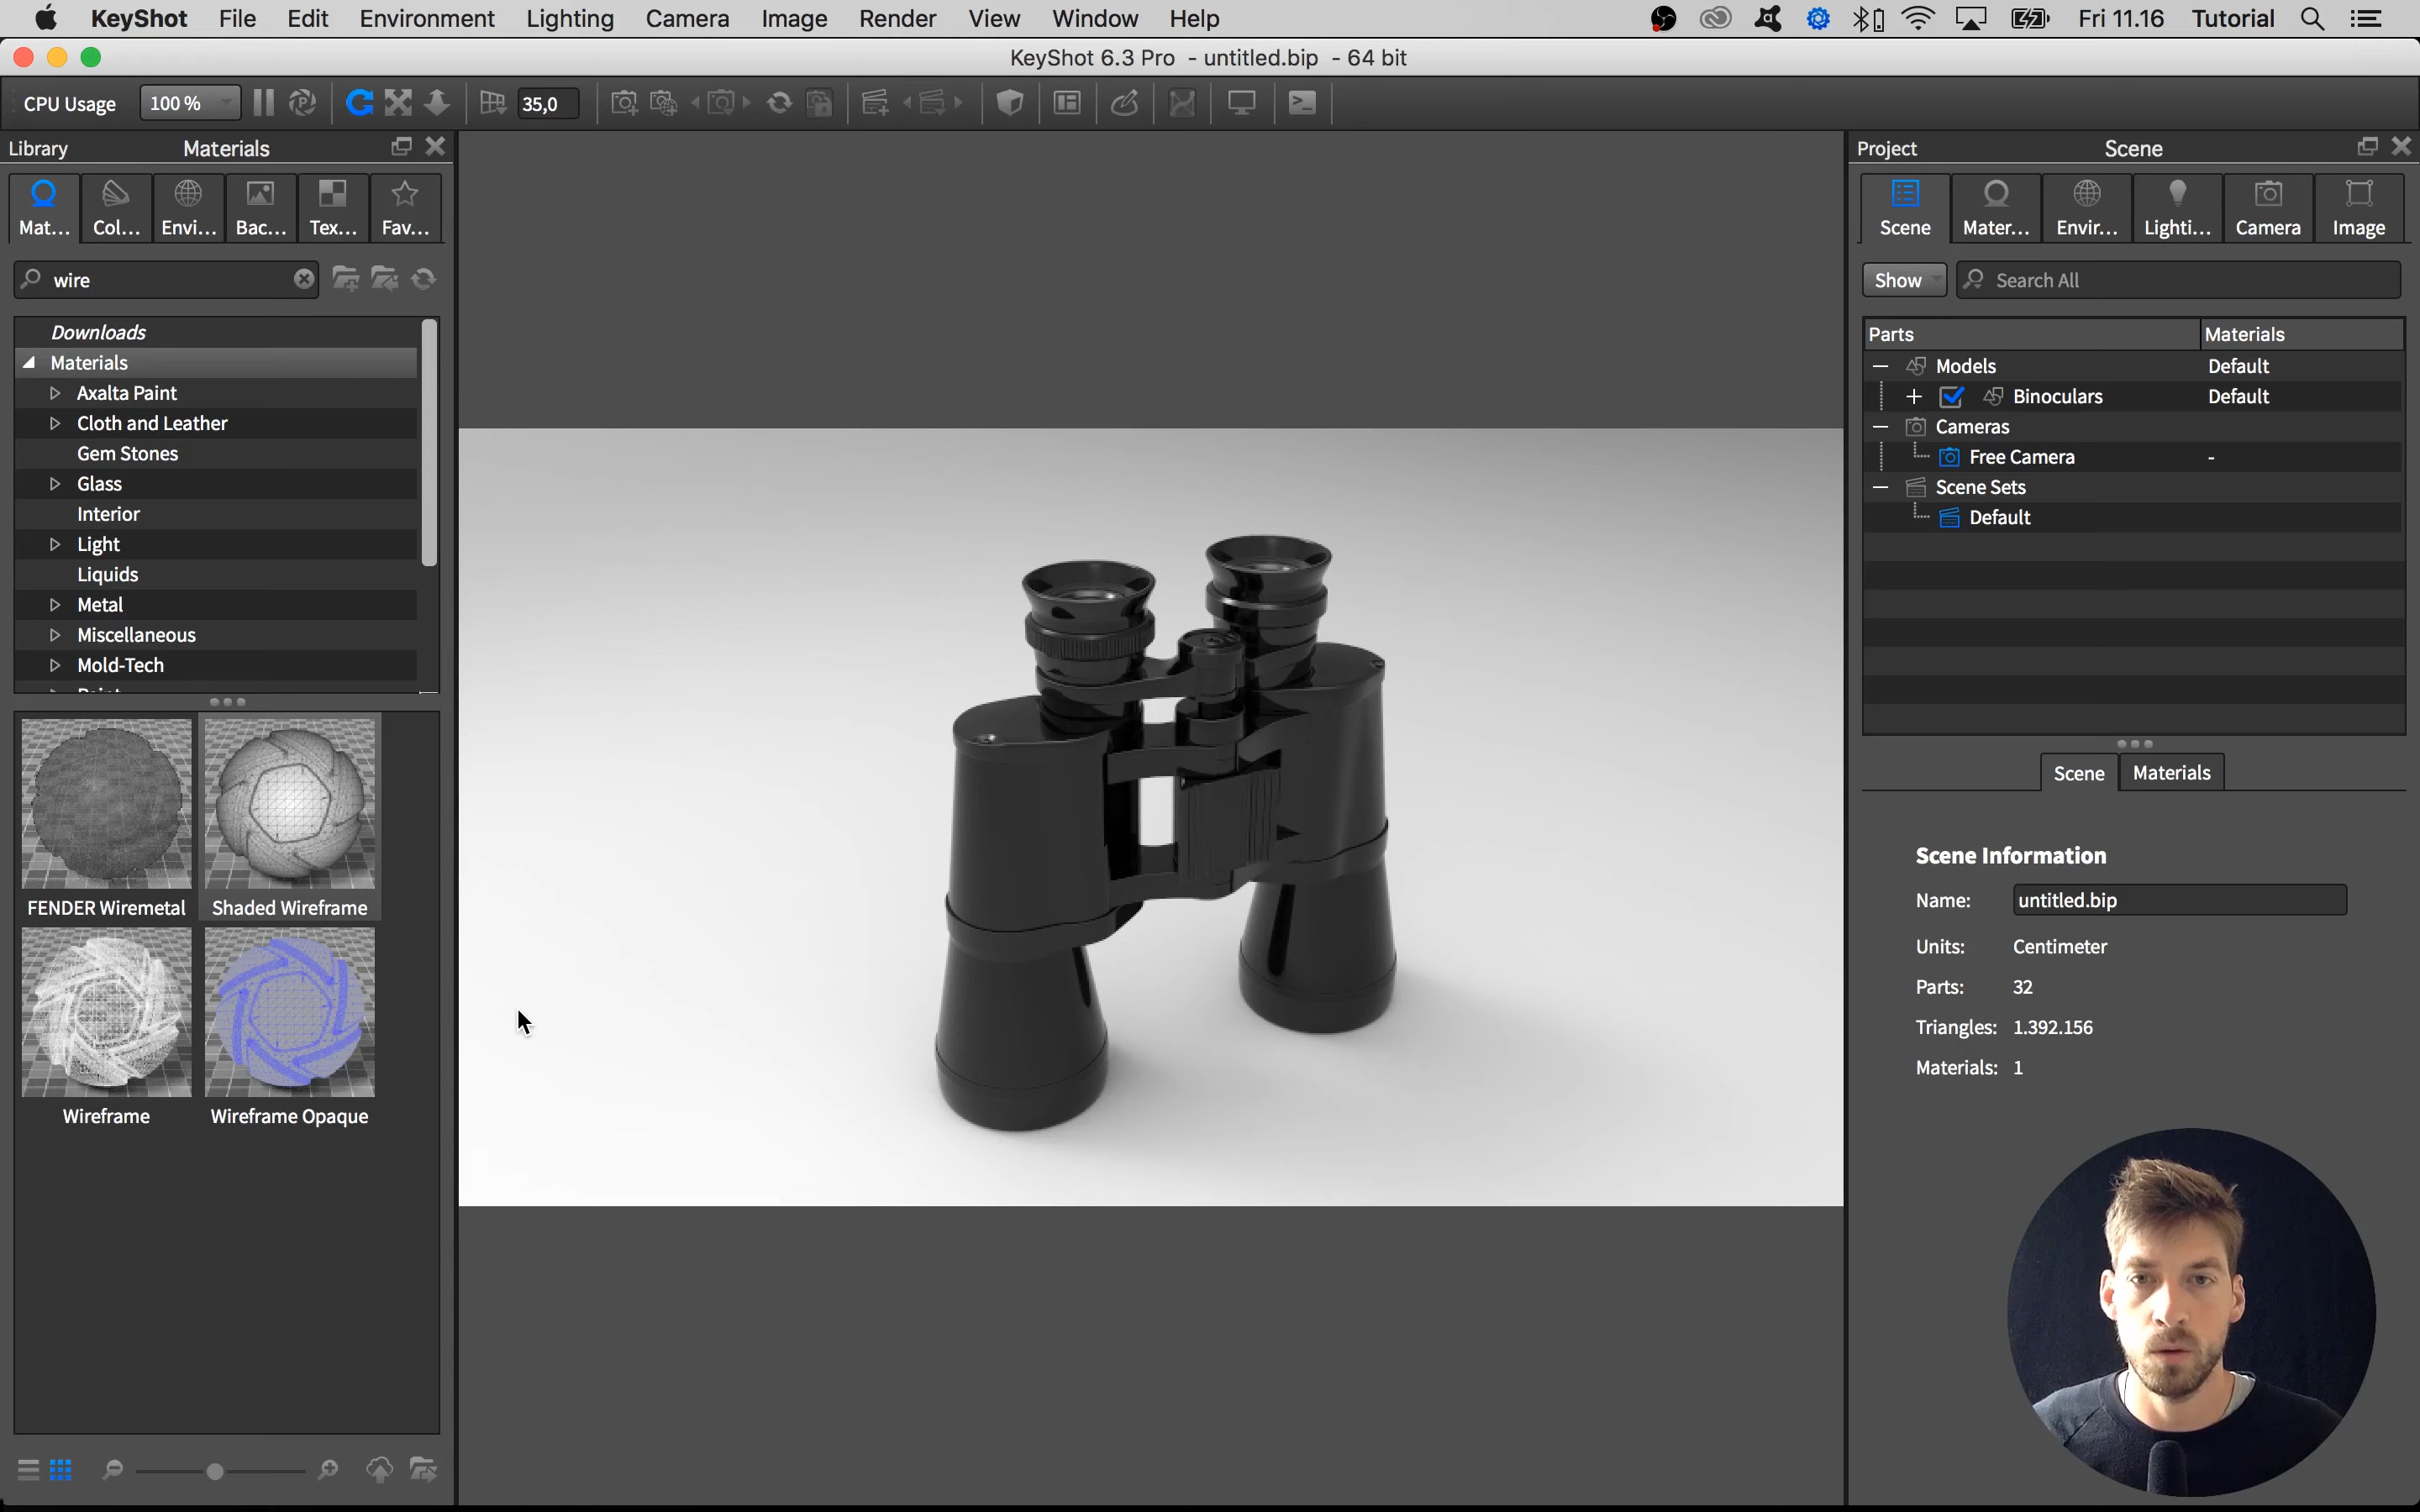 KeyShot File Edit Environment Lighting Camera Image Render View Window Help Fri 11.16 Tutorial
KeyShot 6.3 Pro - untitled.bip - 64 bit
CPU Usage 100 % 35,0
Library Materials
Mat... Col... Envi... Bac... Tex... Fav...
wire
Downloads
Materials
Axalta Paint
Cloth and Leather
Gem Stones
Glass
Interior
Light
Liquids
Metal
Miscellaneous
Mold-Tech
FENDER Wiremetal Shaded Wireframe
Wireframe Wireframe Opaque
Project Scene
Scene Mater... Envir... Lighti... Camera Image
Show Search All
Parts Materials
Models Default
Binoculars Default
Cameras
Free Camera -
Scene Sets
Default
Scene Materials
Scene Information
Name: untitled.bip
Units: Centimeter
Parts: 32
Triangles: 1.392.156
Materials: 1